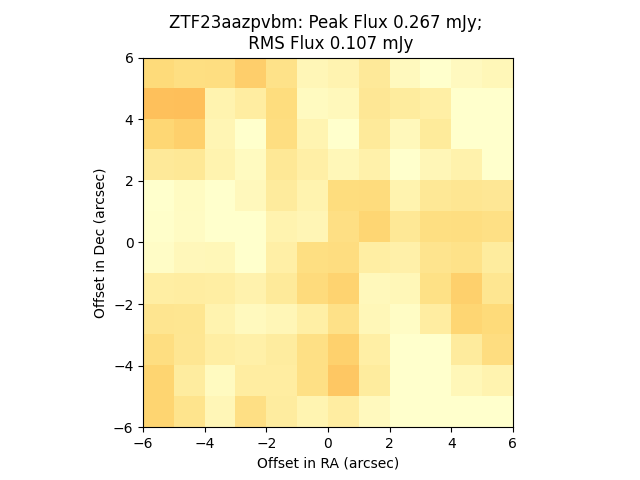 ZTF23aazpvbm: Peak Flux 0.267 mJy;
RMS Flux 0.107 mJy
6
4
2
0
−2
−4
−6
Offset in Dec (arcsec)
−6 −4 −2 0 2 4 6
Offset in RA (arcsec)